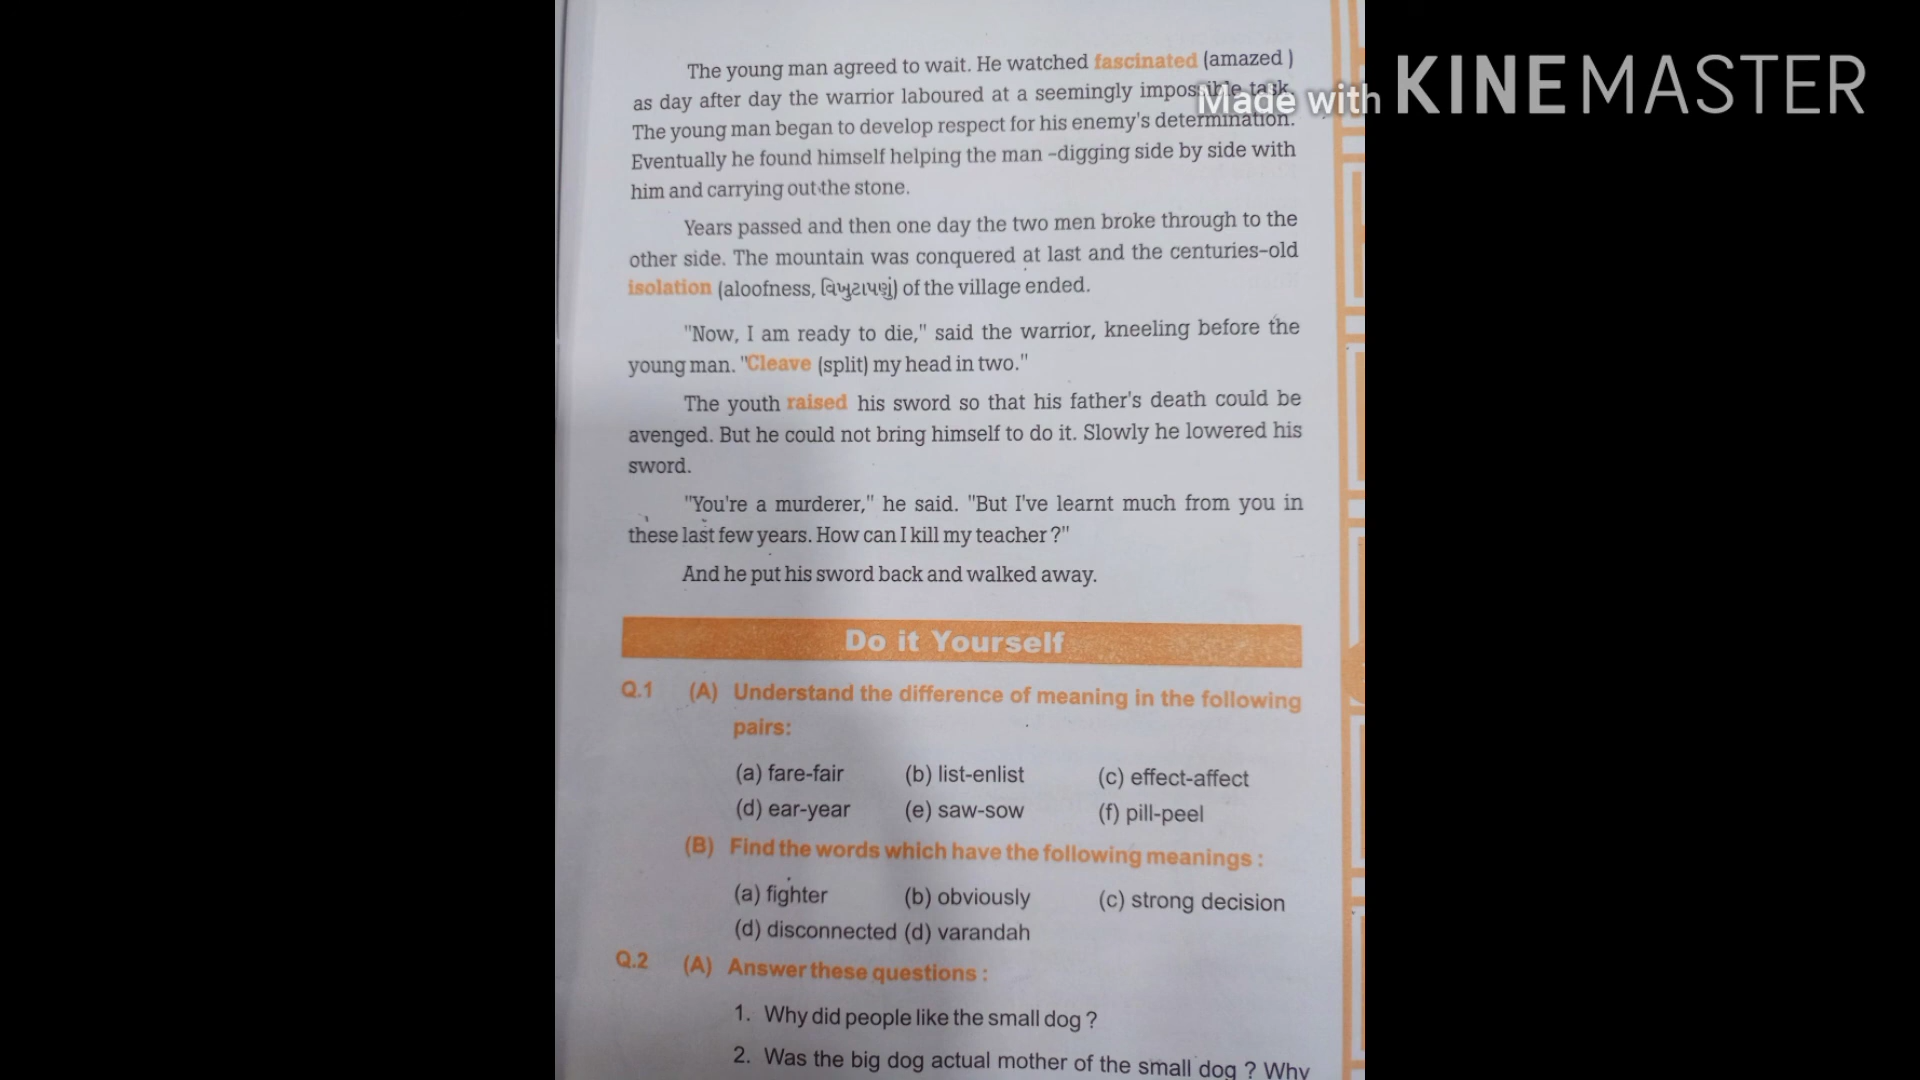 The young man agreed to wait. He watched fascinated (amazed )
as day after day the warrior laboured at a seemingly impossible task.
Made with KINEMASTER
The young man began to develop respect for his enemy's determination.
Eventually he found himself helping the man -digging side by side with
him and carrying out the stone.
Years passed and then one day the two men broke through to the
other side. The mountain was conquered at last and the centuries-old
isolation (aloofness, વિખુટાપણું) of the village ended.
"Now, I am ready to die," said the warrior, kneeling before the
young man. "Cleave (split) my head in two."
The youth raised his sword so that his father's death could be
avenged. But he could not bring himself to do it. Slowly he lowered his
sword.
"You're a murderer," he said. "But I've learnt much from you in
these last few years. How can I kill my teacher ?"
And he put his sword back and walked away.
Do it Yourself
Q.1 (A) Understand the difference of meaning in the following
pairs:
(a) fare-fair (b) list-enlist (c) effect-affect
(d) ear-year (e) saw-sow (f) pill-peel
(B) Find the words which have the following meanings :
(a) fighter (b) obviously (c) strong decision
(d) disconnected (d) varandah
Q.2 (A) Answer these questions :
1. Why did people like the small dog ?
2. Was the big dog actual mother of the small dog ? Why